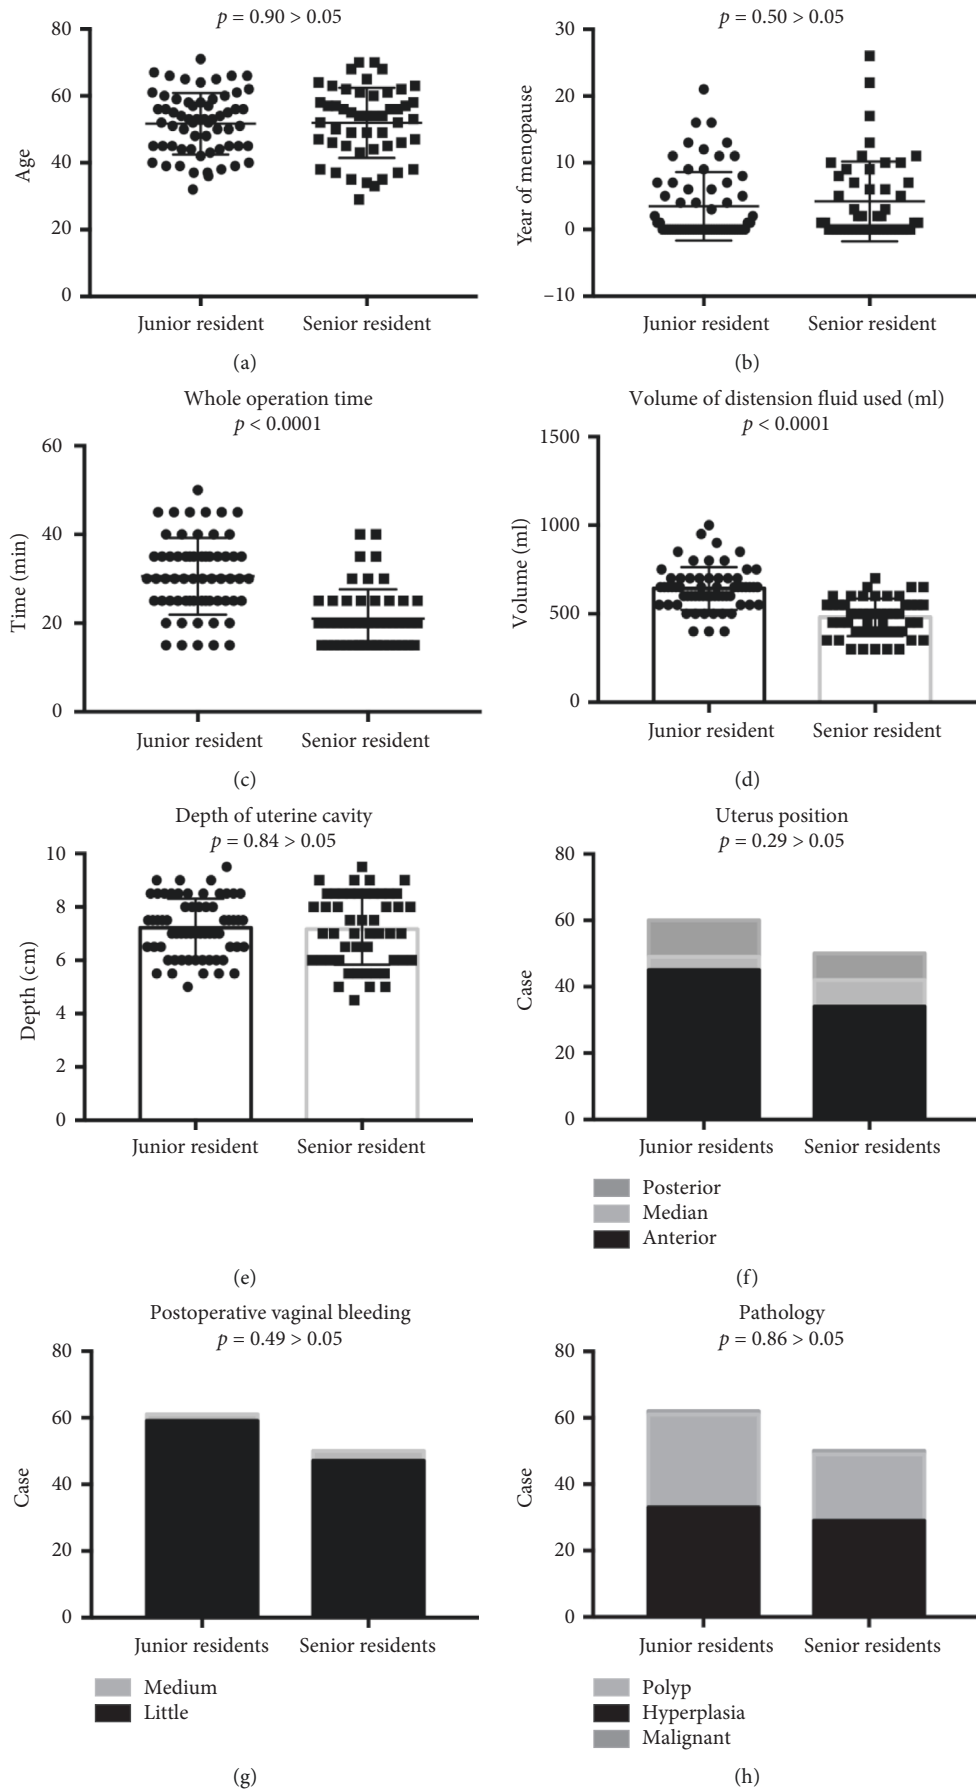 p = 0.90 > 0.05
80
60
40
20
0
Age
Junior resident
Senior resident
(a)
p = 0.50 > 0.05
30
20
10
0
–10
Year of menopause
Junior resident
Senior resident
(b)
Whole operation time
p < 0.0001
60
40
20
0
Time (min)
Junior resident
Senior resident
(c)
Volume of distension fluid used (ml)
p < 0.0001
1500
1000
500
0
Volume (ml)
Junior resident
Senior resident
(d)
Depth of uterine cavity
p = 0.84 > 0.05
10
8
6
4
2
0
Depth (cm)
Junior resident
Senior resident
(e)
Uterus position
p = 0.29 > 0.05
80
60
40
20
0
Case
Junior residents
Senior residents
Posterior
Median
Anterior
(f)
Postoperative vaginal bleeding
p = 0.49 > 0.05
80
60
40
20
0
Case
Junior residents
Senior residents
Medium
Little
(g)
Pathology
p = 0.86 > 0.05
80
60
40
20
0
Case
Junior residents
Senior residents
Polyp
Hyperplasia
Malignant
(h)